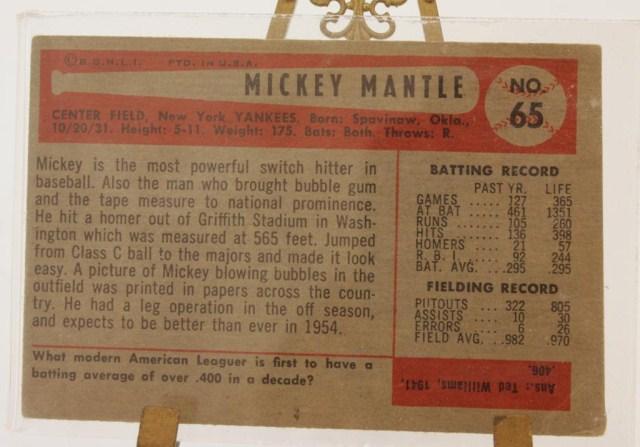 © B.G.N.L.I. PTD. IN U.S.A.
MICKEY MANTLE
NO.
65
CENTER FIELD, New York YANKEES. Born: Spavinaw, Okla.,
10/20/31. Height: 5-11. Weight: 175. Bats: Both. Throws: R.
Mickey is the most powerful switch hitter in
baseball. Also the man who brought bubble gum
and the tape measure to national prominence.
He hit a homer out of Griffith Stadium in Wash-
ington which was measured at 565 feet. Jumped
from Class C ball to the majors and made it look
easy. A picture of Mickey blowing bubbles in the
outfield was printed in papers across the coun-
try. He had a leg operation in the off season,
and expects to be better than ever in 1954.
What modern American Leaguer is first to have a
batting average of over .400 in a decade?
BATTING RECORD
PAST YR. LIFE
GAMES ..... 127 365
AT BAT ..... 461 1351
RUNS ..... 105 260
HITS ..... 136 398
HOMERS .... 21 57
R. B. I. ..... 92 244
BAT. AVG. ... .295 .295
FIELDING RECORD
PUTOUTS ... 322 805
ASSISTS .... 10 30
ERRORS .... 6 26
FIELD AVG. .. .982 .970
Ans.: Ted Williams, 1941,
.406.